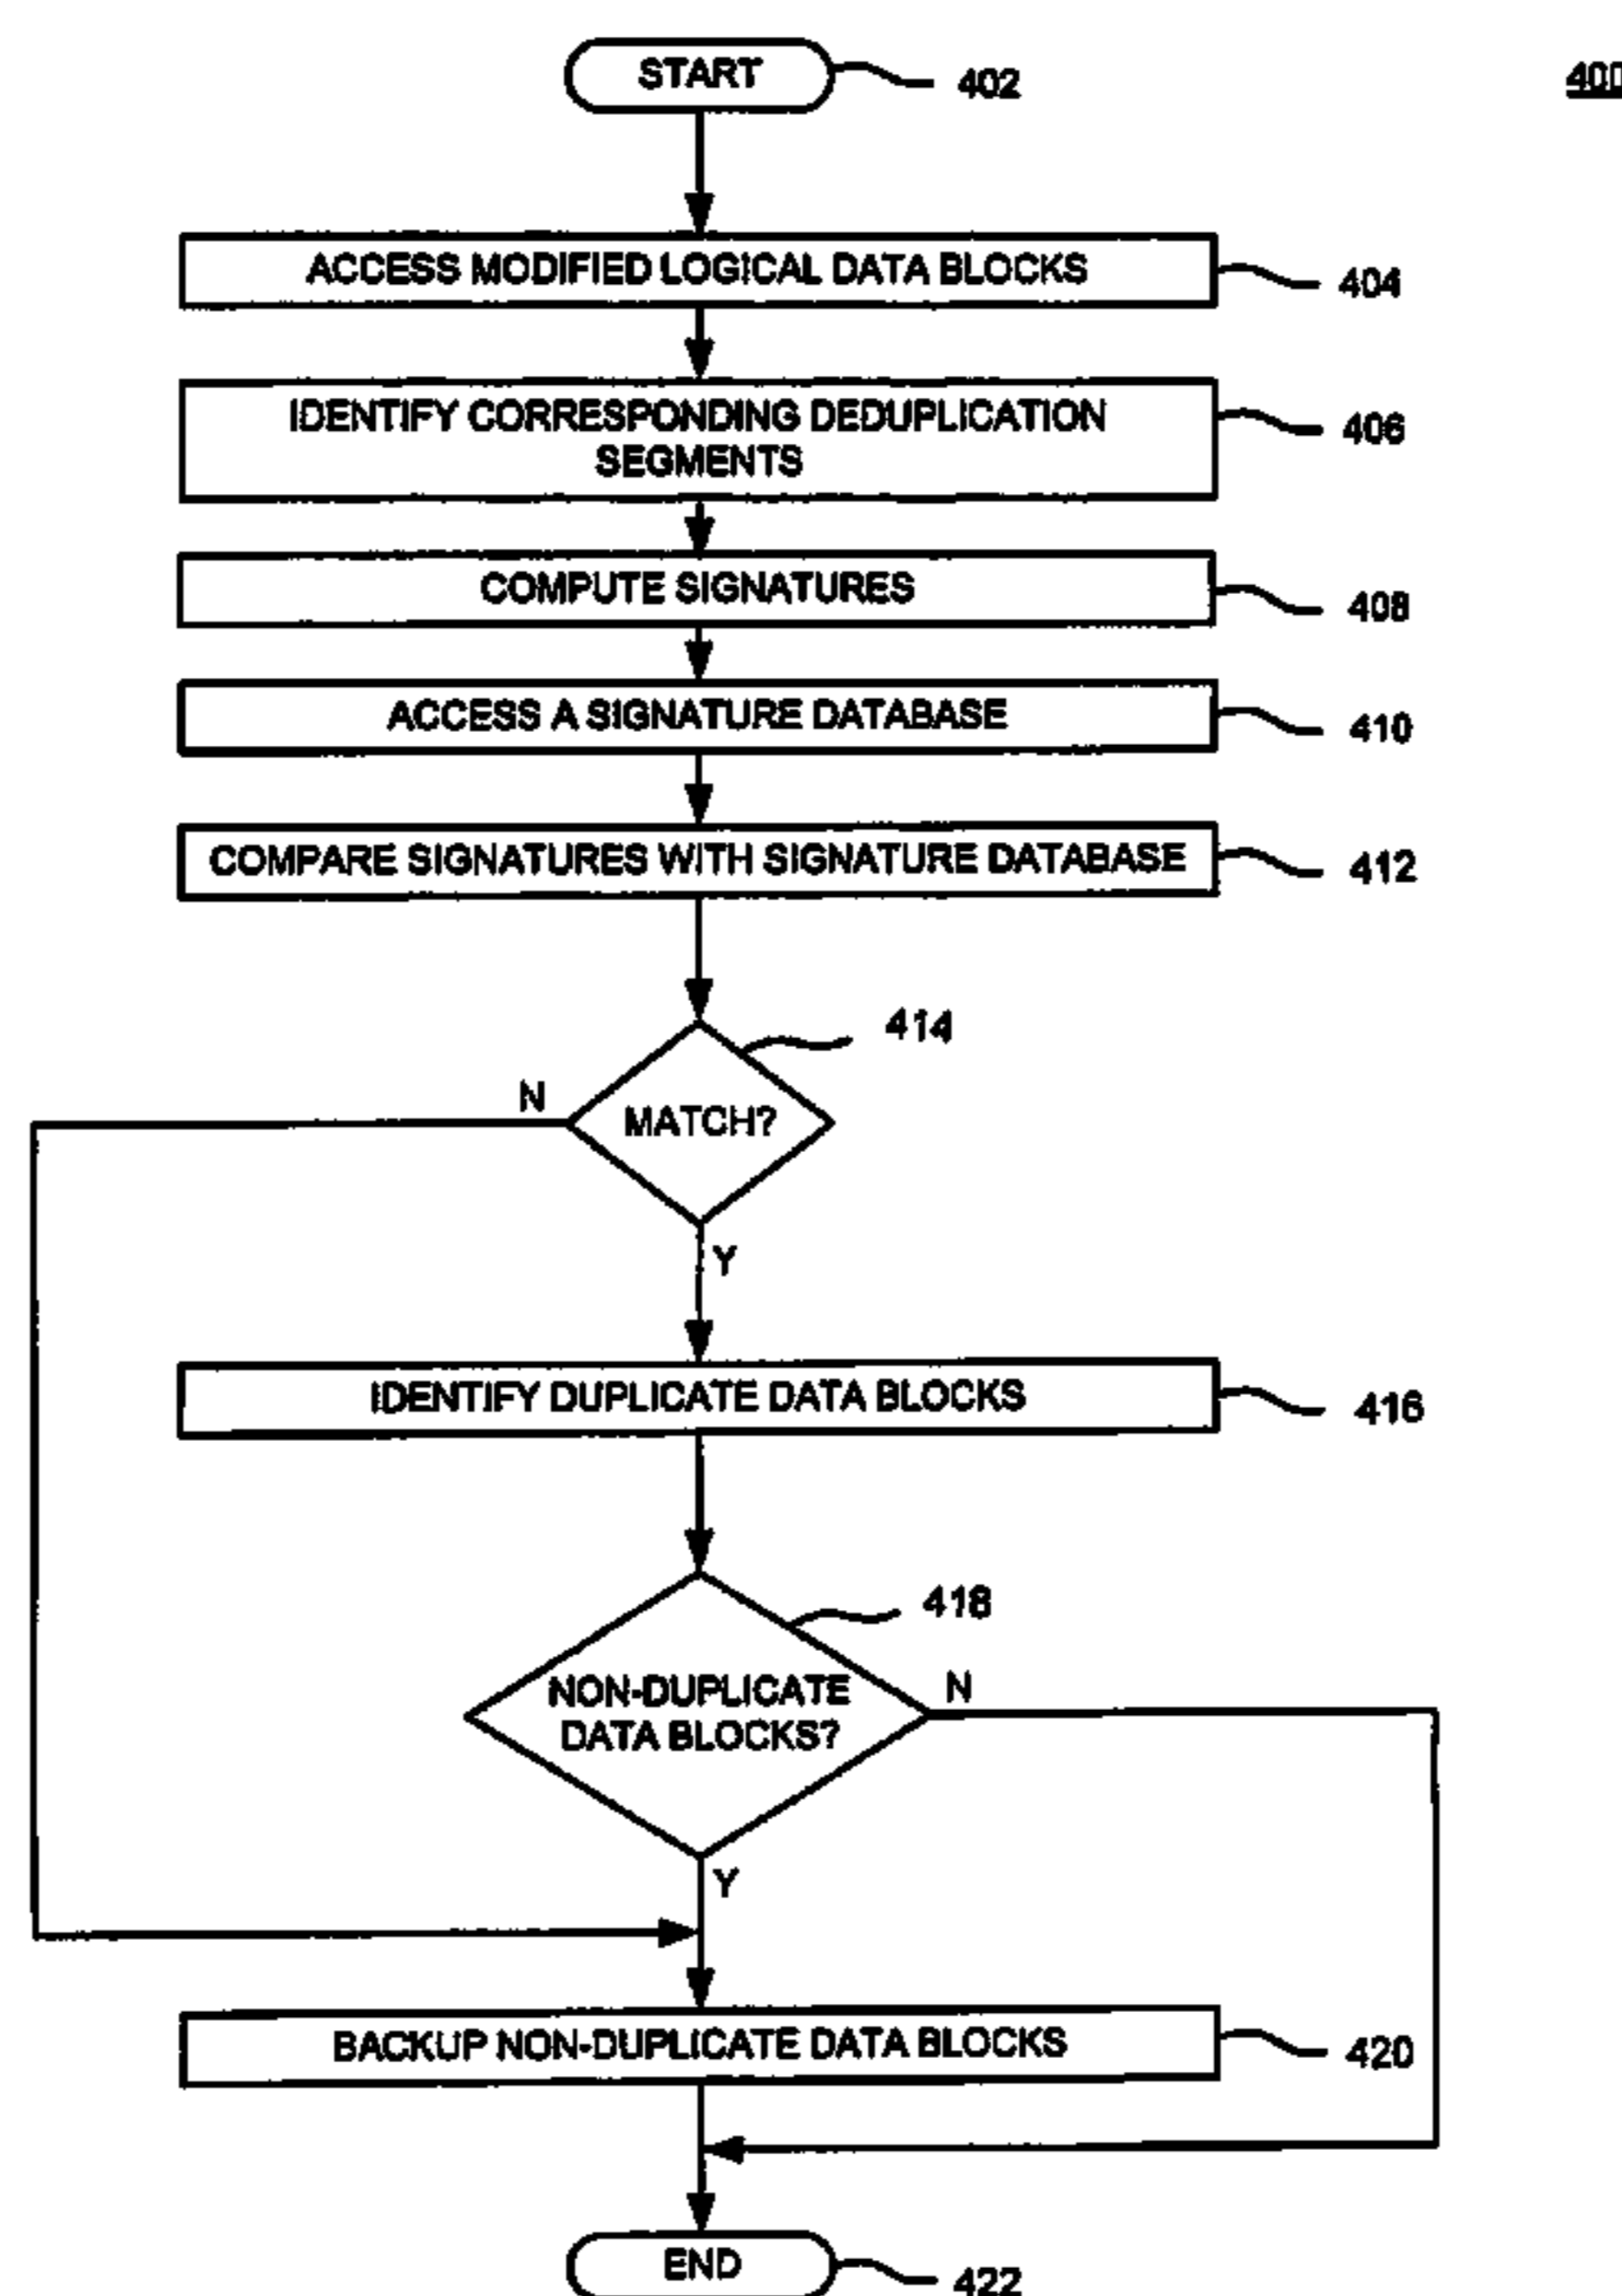 START
402
400
ACCESS MODIFIED LOGICAL DATA BLOCKS
404
IDENTIFY CORRESPONDING DEDUPLICATION
SEGMENTS
406
COMPUTE SIGNATURES
408
ACCESS A SIGNATURE DATABASE
410
COMPARE SIGNATURES WITH SIGNATURE DATABASE
412
414
N
MATCH?
Y
IDENTIFY DUPLICATE DATA BLOCKS
416
418
NON-DUPLICATE
DATA BLOCKS?
N
Y
BACKUP NON-DUPLICATE DATA BLOCKS
420
END
422